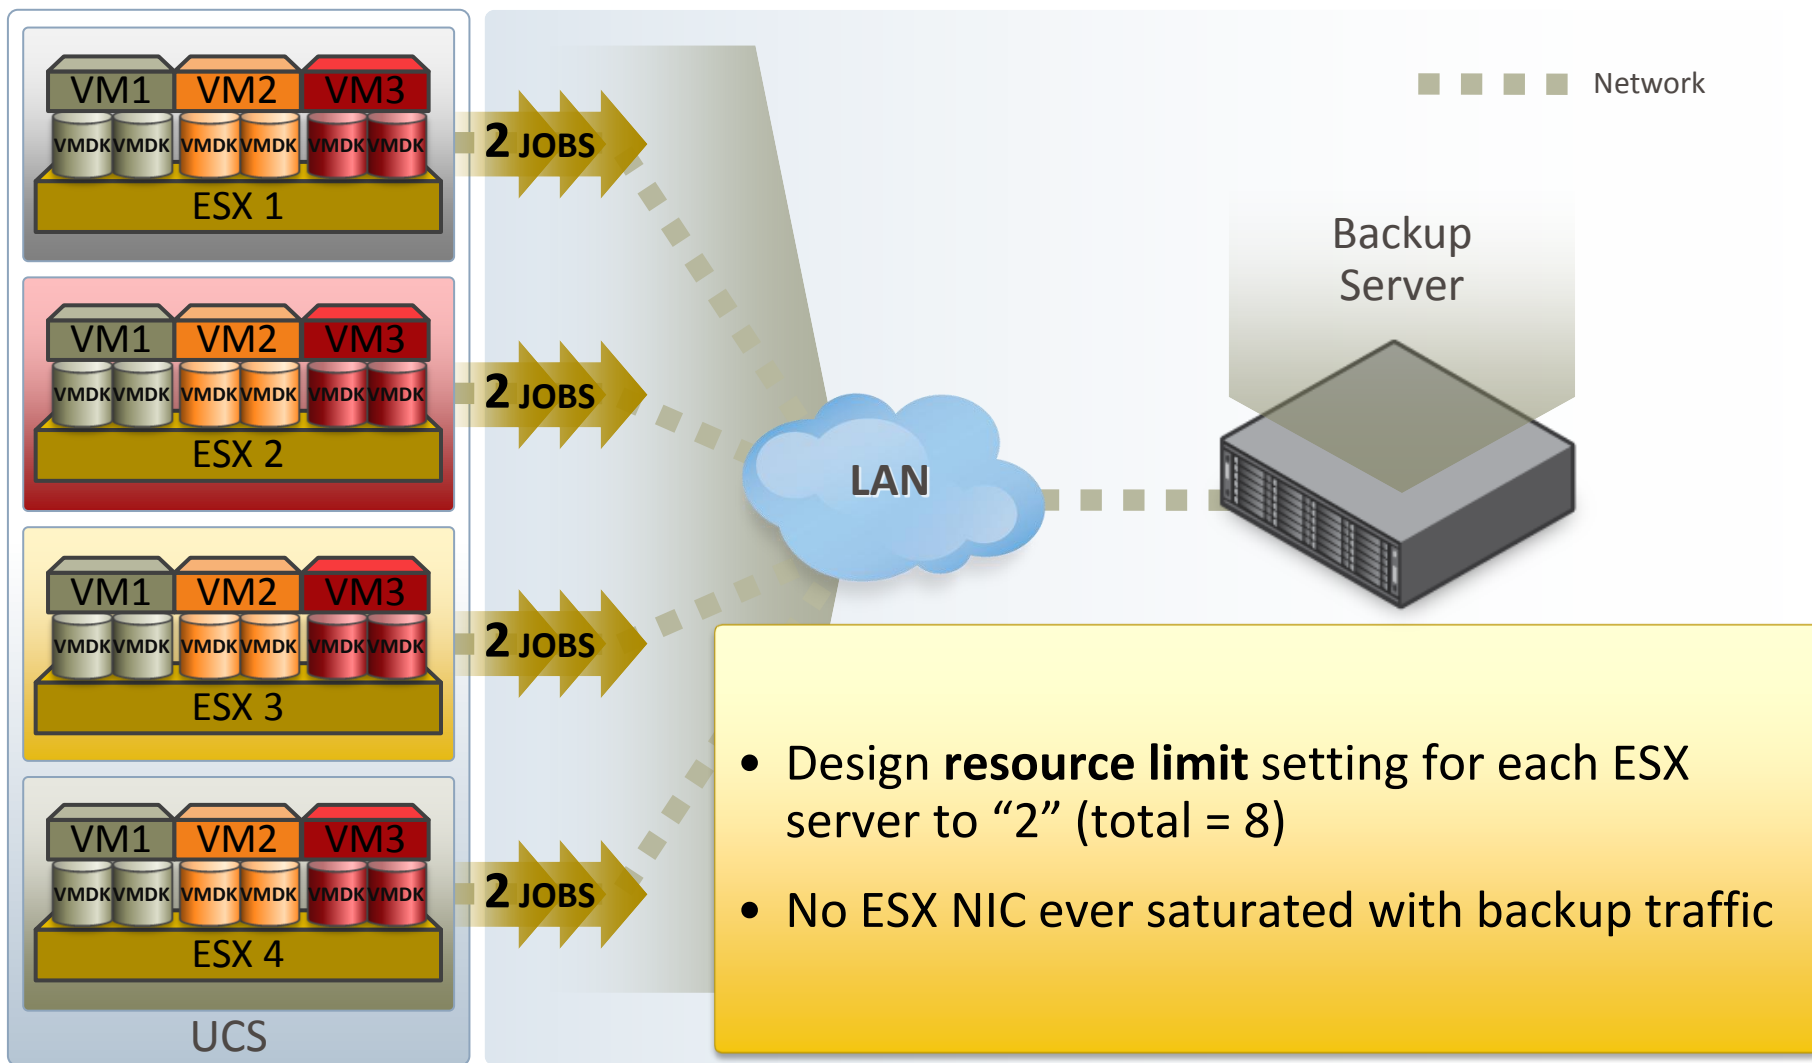 VM1 VM2 VM3
VMDK VMDK VMDK VMDK VMDK VMDK
ESX 1
2 JOBS
VM1 VM2 VM3
VMDK VMDK VMDK VMDK VMDK VMDK
ESX 2
2 JOBS
VM1 VM2 VM3
VMDK VMDK VMDK VMDK VMDK VMDK
ESX 3
2 JOBS
VM1 VM2 VM3
VMDK VMDK VMDK VMDK VMDK VMDK
ESX 4
2 JOBS
UCS
Network
Backup
Server
LAN
• Design resource limit setting for each ESX
server to “2” (total = 8)
• No ESX NIC ever saturated with backup traffic